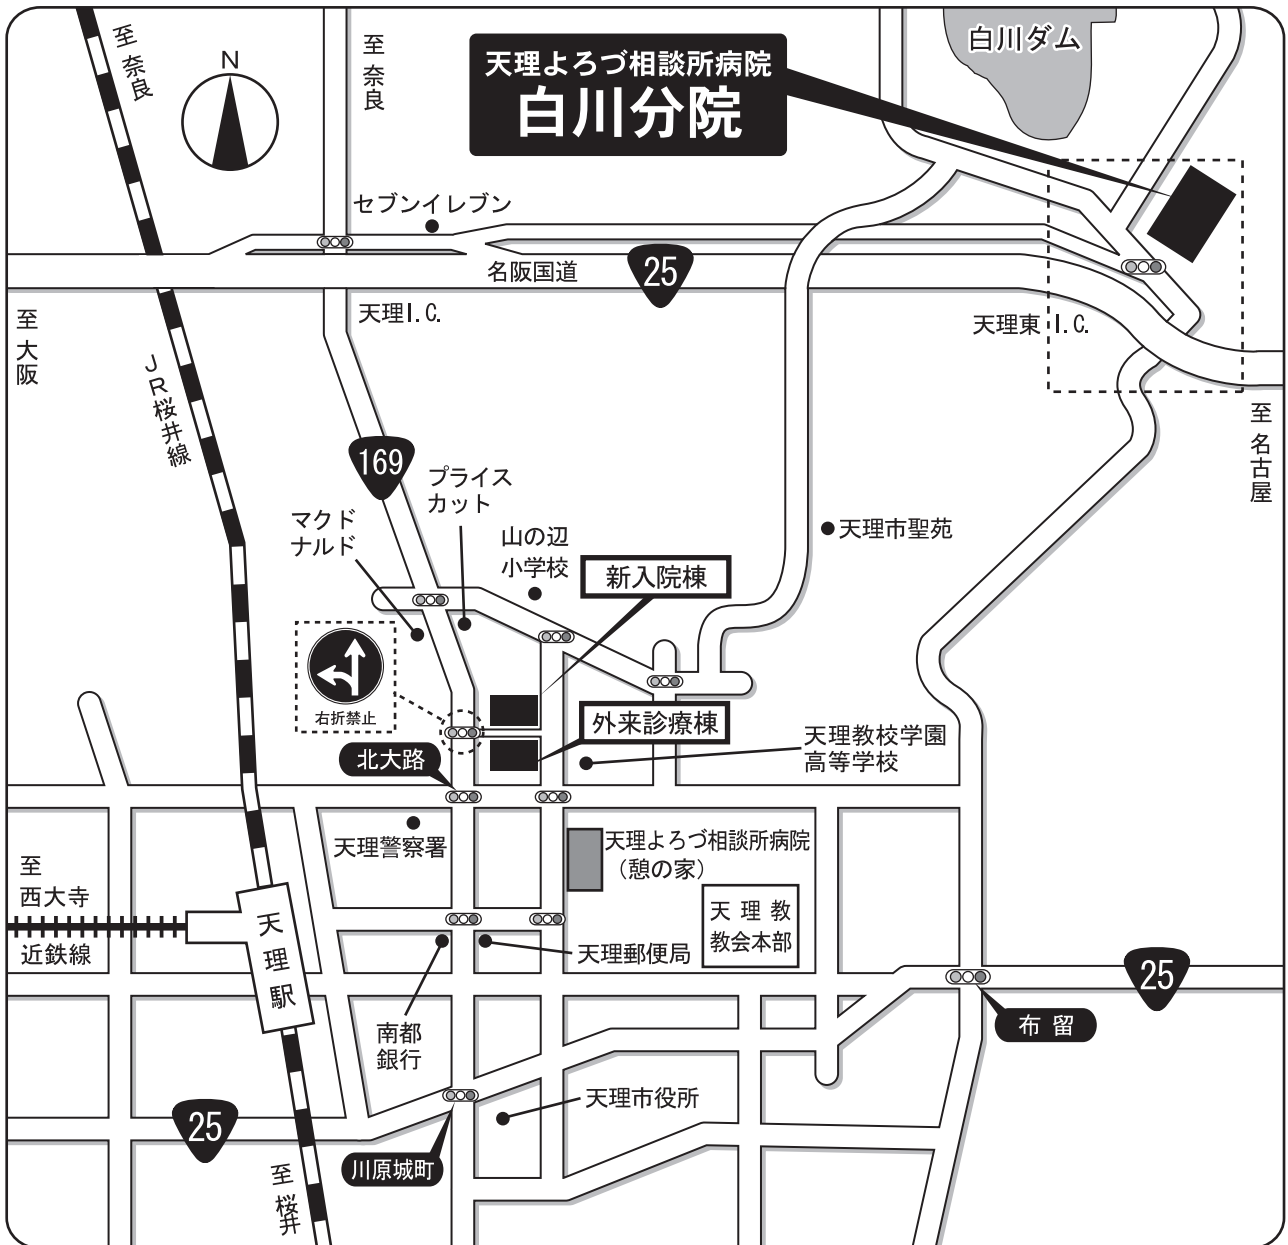 至奈良
N
至奈良
天理よろづ相談所病院
白川分院
白川ダム
セブンイレブン
名阪国道
25
天理I.C.
天理東 I.C.
至大阪
JR桜井線
至名古屋
169
プライス
カット
マクド
ナルド
山の辺
小学校
新入院棟
天理市聖苑
右折禁止
外来診療棟
天理教校学園
高等学校
北大路
天理警察署
天理よろづ相談所病院
(憩の家)
至
西大寺
近鉄線
天理駅
天理教
教会本部
天理郵便局
南都
銀行
25
布留
天理市役所
25
川原城町
至桜井